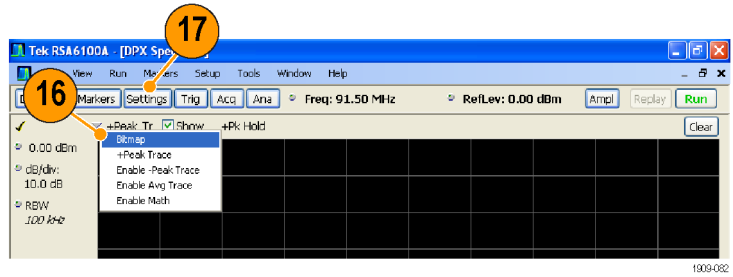 17
Tek RSA6100A - [DPX Spe
View Run Markers Setup Tools Window Help
16
Markers Settings Trig Acq Ana Freq: 91.50 MHz RefLev: 0.00 dBm Ampl Replay Run
+Peak Tr Show +Pk Hold Clear
Bitmap
0.00 dBm
+Peak Trace
dB/div:
Enable -Peak Trace
10.0 dB
Enable Avg Trace
RBW
Enable Math
100 kHz
1909-082